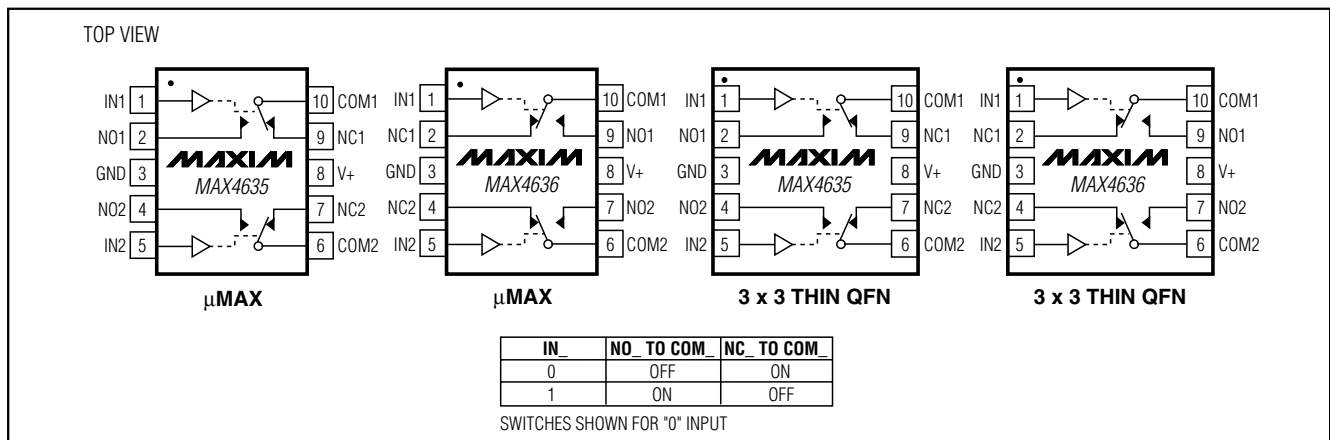 TOP VIEW
IN1 1 10 COM1
NO1 2 9 NC1
GND 3 8 V+
NO2 4 7 NC2
IN2 5 6 COM2
MAXIM
MAX4635
µMAX
IN1 1 10 COM1
NC1 2 9 NO1
GND 3 8 V+
NC2 4 7 NO2
IN2 5 6 COM2
MAXIM
MAX4636
µMAX
IN1 1 10 COM1
NO1 2 9 NC1
GND 3 8 V+
NO2 4 7 NC2
IN2 5 6 COM2
MAXIM
MAX4635
3 x 3 THIN QFN
IN1 1 10 COM1
NC1 2 9 NO1
GND 3 8 V+
NC2 4 7 NO2
IN2 5 6 COM2
MAXIM
MAX4636
3 x 3 THIN QFN
IN_ NO_ TO COM_ NC_ TO COM_
0 OFF ON
1 ON OFF
SWITCHES SHOWN FOR "0" INPUT